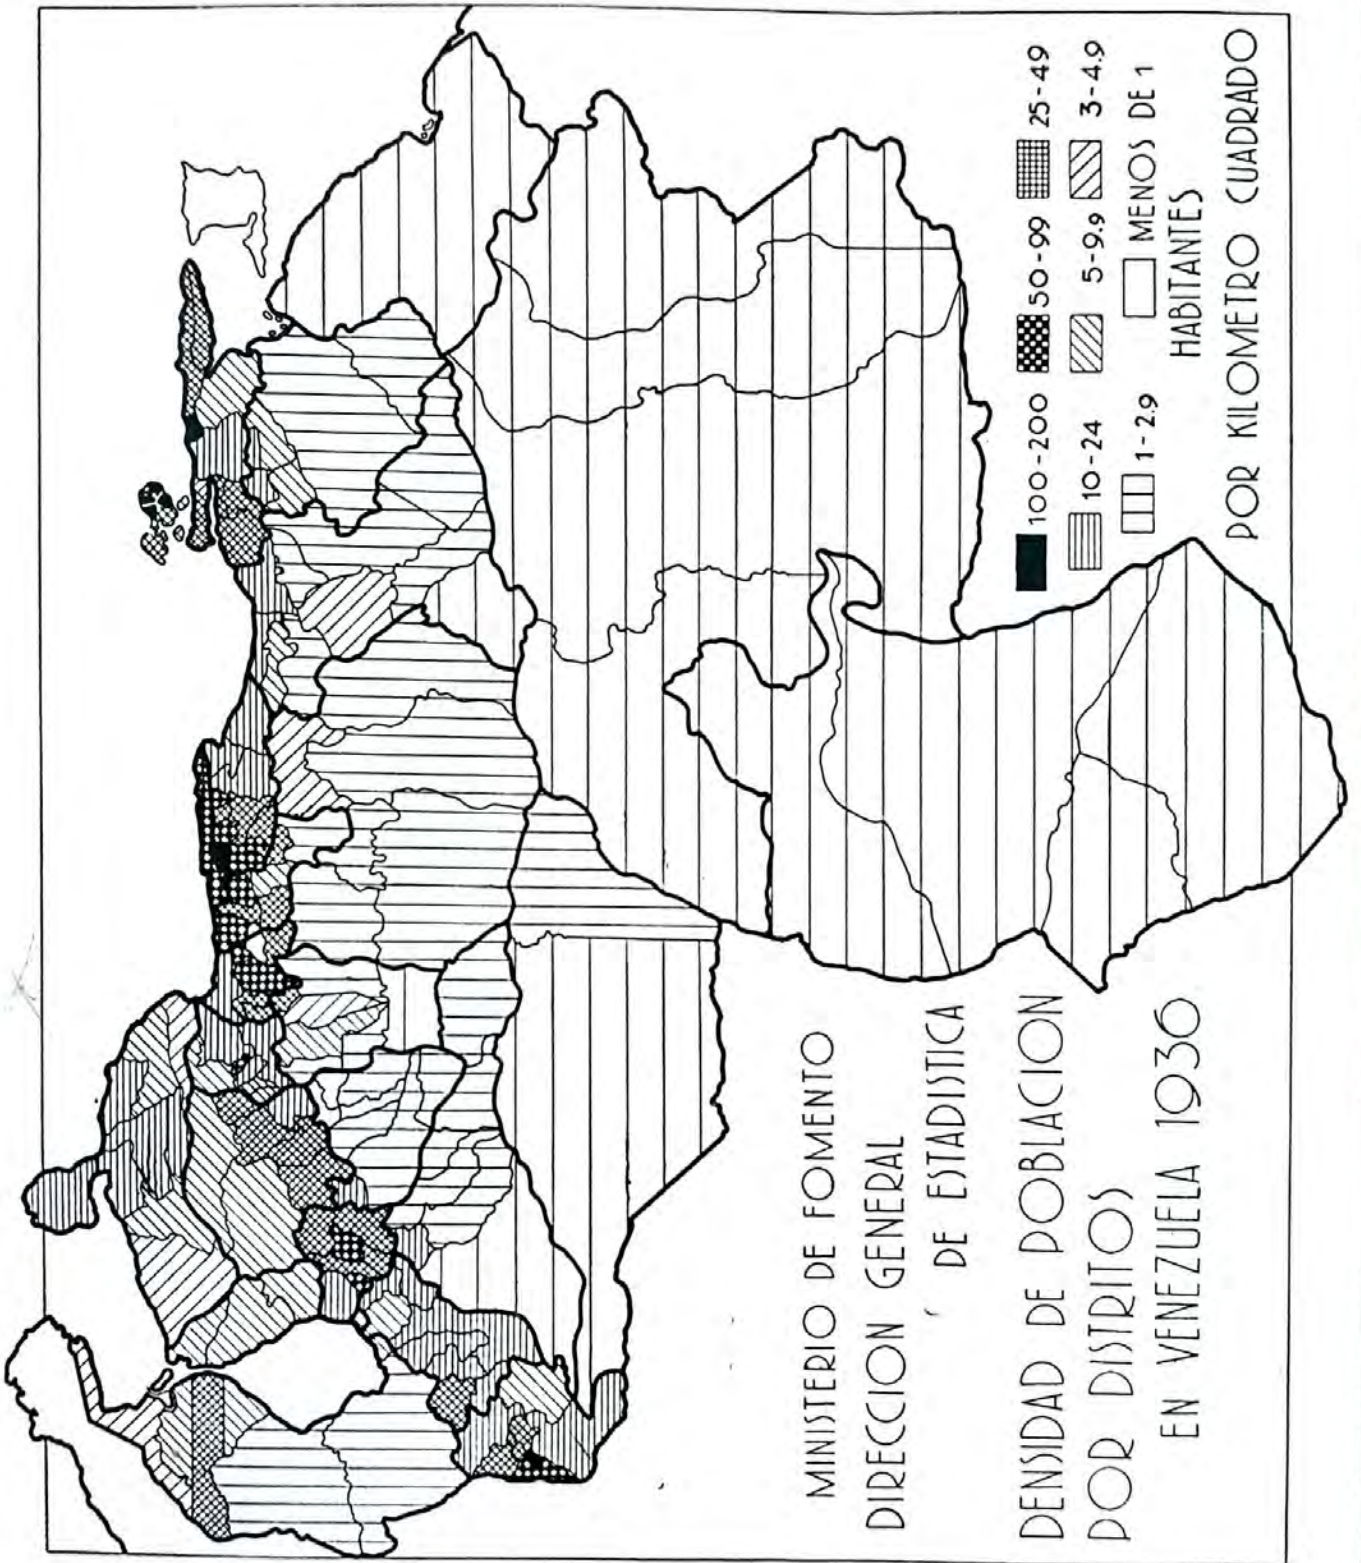 MINISTERIO DE FOMENTO
DIRECCION GENERAL
DE ESTADISTICA
DENSIDAD DE POBLACION
POR DISTRITOS
EN VENEZUELA 1936
100-200 50-99 25-49
10-24 5-9.9 3-4.9
1-2.9 MENOS DE 1
HABITANTES
POR KILOMETRO CUADRADO